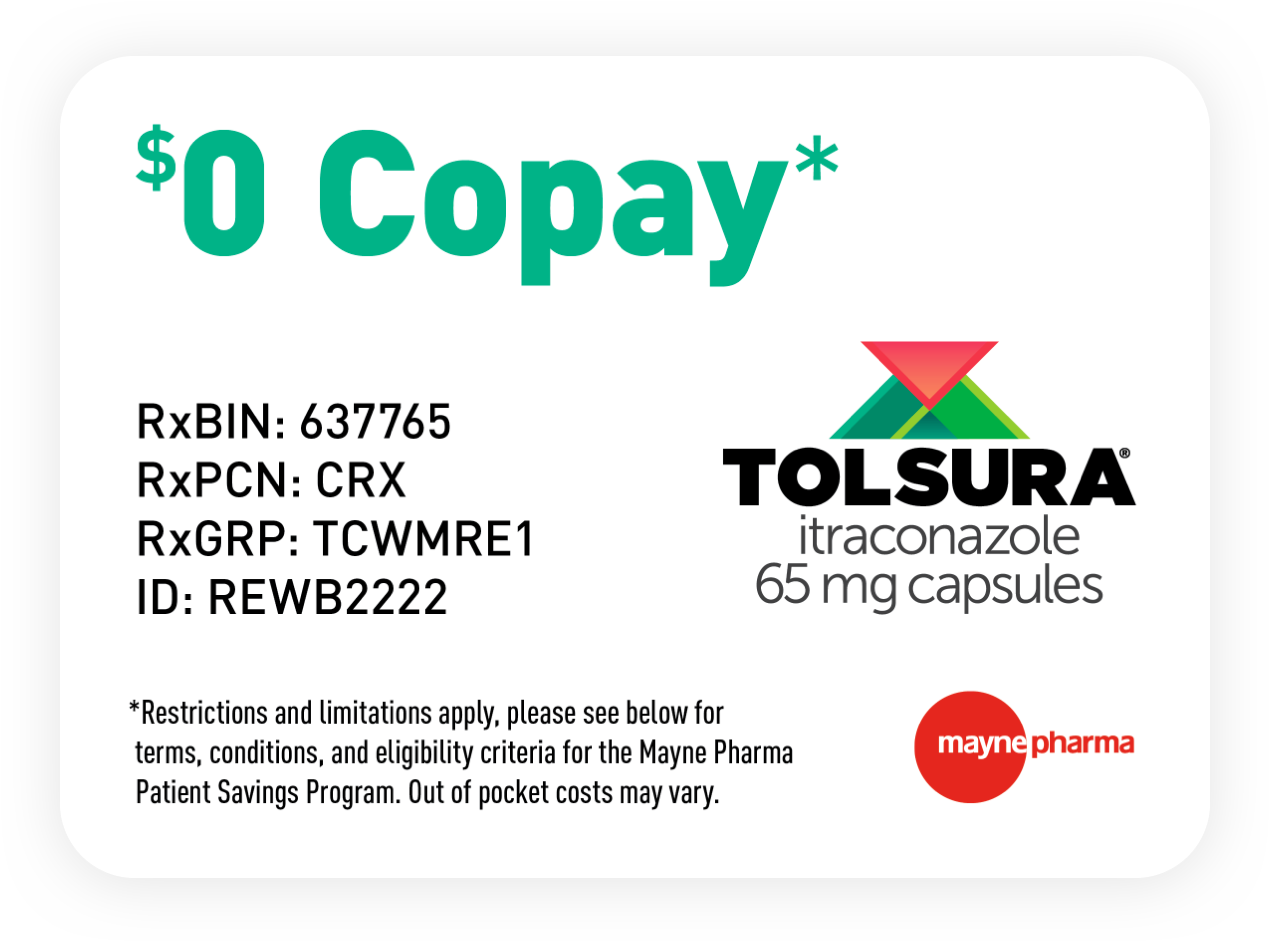 $0 Copay*
RxBIN: 637765
RxPCN: CRX
RxGRP: TCWMRE1
ID: REWB2222
TOLSURA®
itraconazole
65 mg capsules
*Restrictions and limitations apply, please see below for
terms, conditions, and eligibility criteria for the Mayne Pharma
Patient Savings Program. Out of pocket costs may vary.
maynepharma